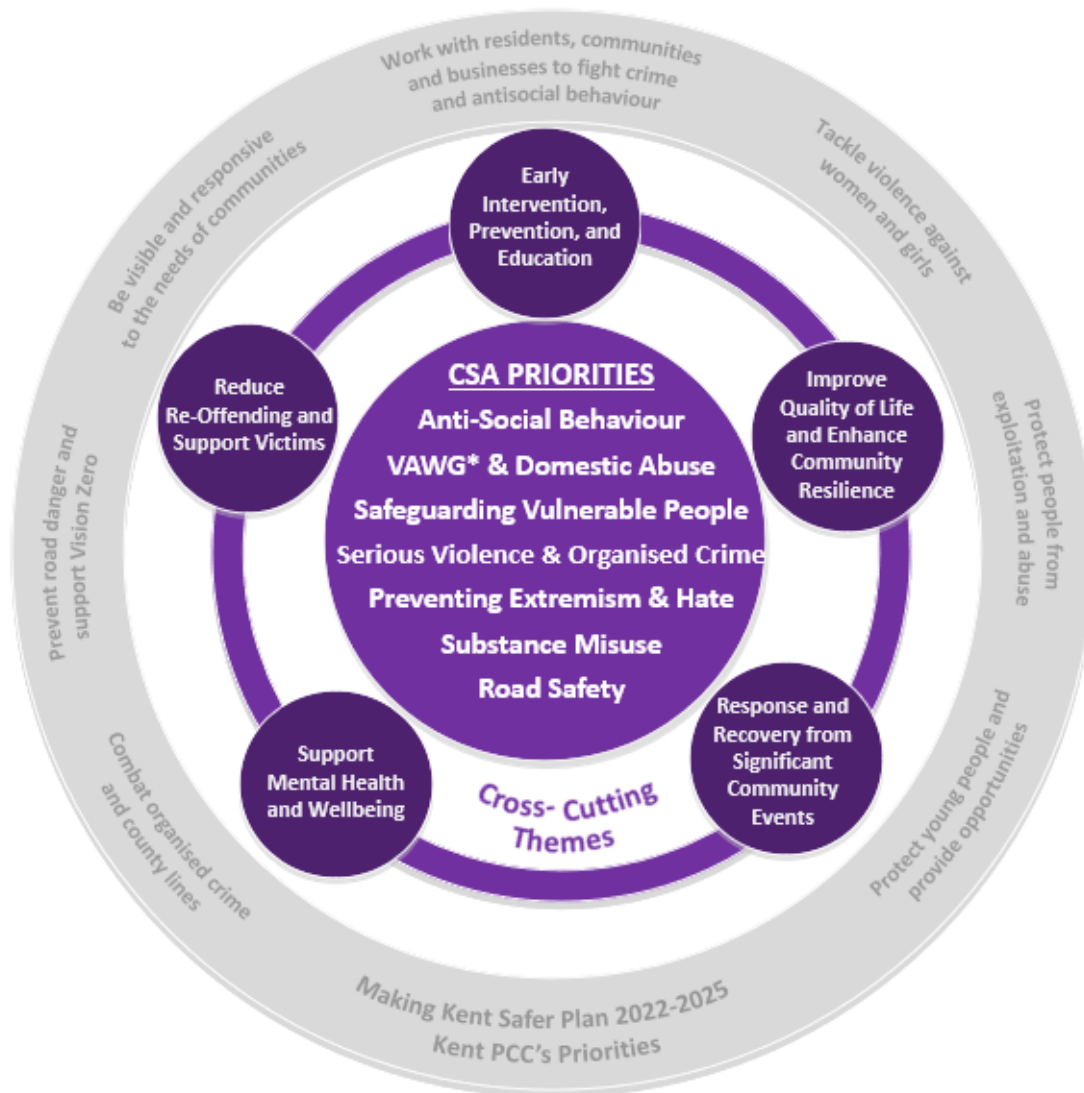 Work with residents, communities
and businesses to fight crime
and antisocial behaviour
Tackle violence against
women and girls
Protect people from
exploitation and abuse
Protect young people and
provide opportunities
Making Kent Safer Plan 2022-2025
Kent PCC's Priorities
Combat organised crime
and county lines
Prevent road danger and
support Vision Zero
Be visible and responsive
to the needs of communities
Early
Intervention,
Prevention, and
Education
Improve
Quality of Life
and Enhance
Community
Resilience
Response and
Recovery from
Significant
Community
Events
Support
Mental Health
and Wellbeing
Reduce
Re-Offending and
Support Victims
Cross- Cutting
Themes
CSA PRIORITIES
Anti-Social Behaviour
VAWG* & Domestic Abuse
Safeguarding Vulnerable People
Serious Violence & Organised Crime
Preventing Extremism & Hate
Substance Misuse
Road Safety